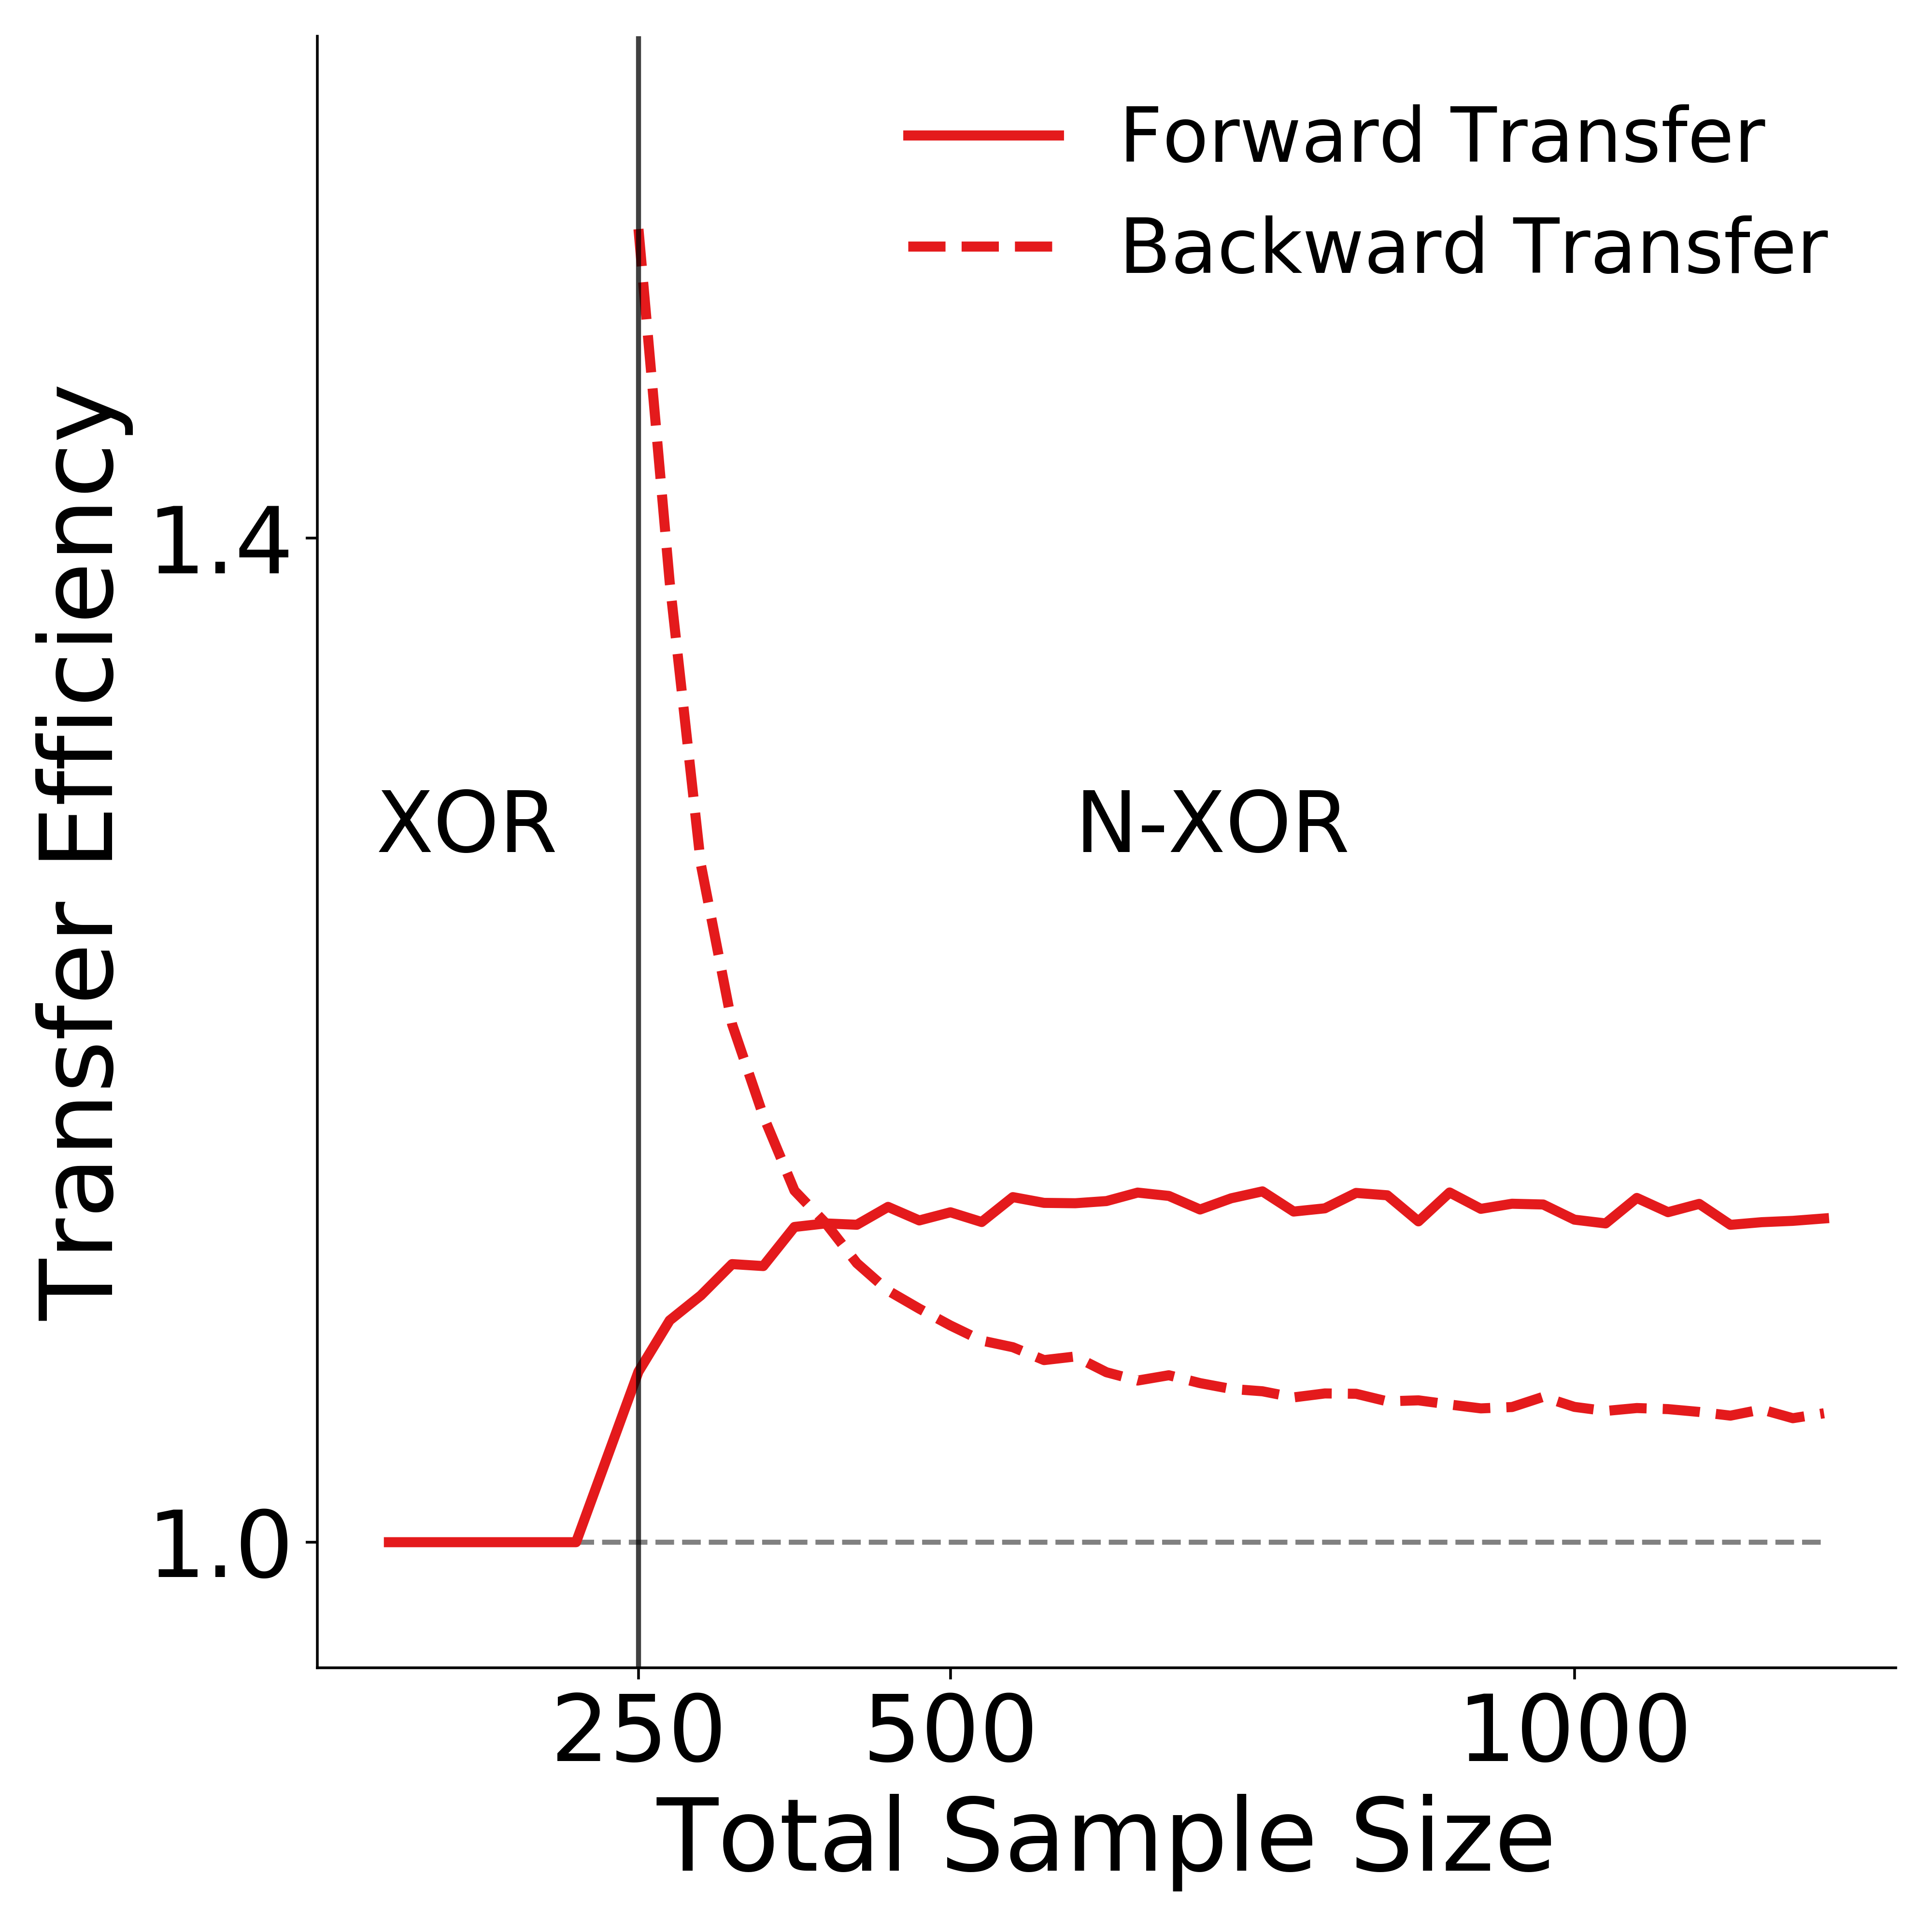 Forward Transfer
Backward Transfer
Transfer Efficiency
1.4
XOR
N-XOR
1.0
250
500
1000
Total Sample Size